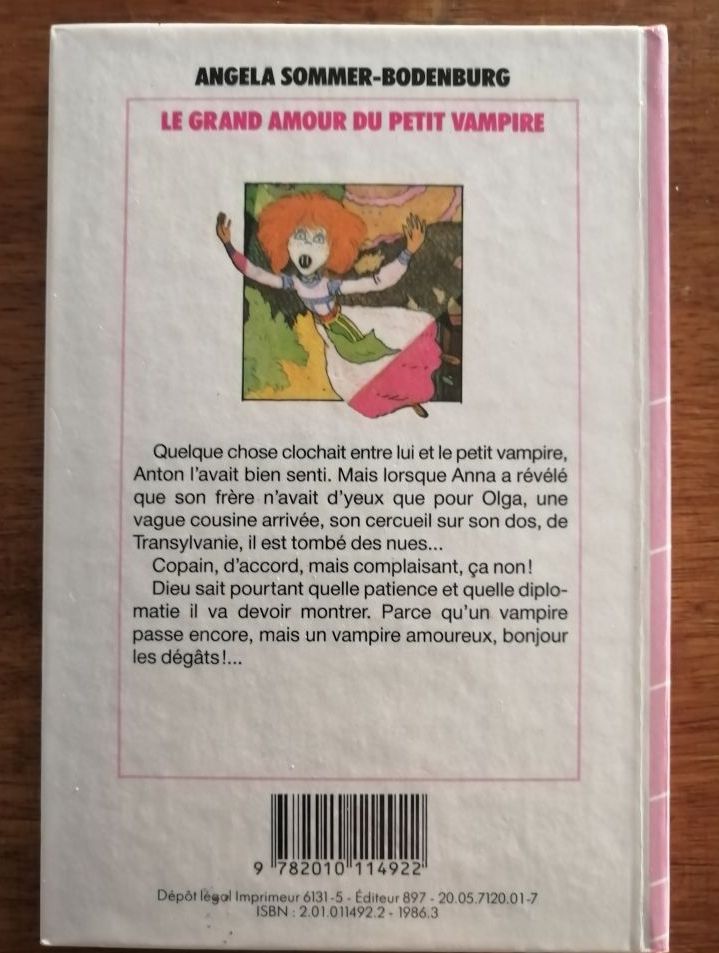 ANGELA SOMMER-BODENBURG
LE GRAND AMOUR DU PETIT VAMPIRE
Quelque chose clochait entre lui et le petit vampire,
Anton l'avait bien senti. Mais lorsque Anna a révélé
que son frère n'avait d'yeux que pour Olga, une
vague cousine arrivée, son cercueil sur son dos, de
Transylvanie, il est tombé des nues...
Copain, d'accord, mais complaisant, ça non!
Dieu sait pourtant quelle patience et quelle diplo-
matie il va devoir montrer. Parce qu'un vampire
passe encore, mais un vampire amoureux, bonjour
les dégâts!...
9 782010 114922
Dépôt légal Imprimeur 6131-5 - Éditeur 897 - 20.05.7120.01-7
ISBN : 2.01.011492.2 - 1986.3